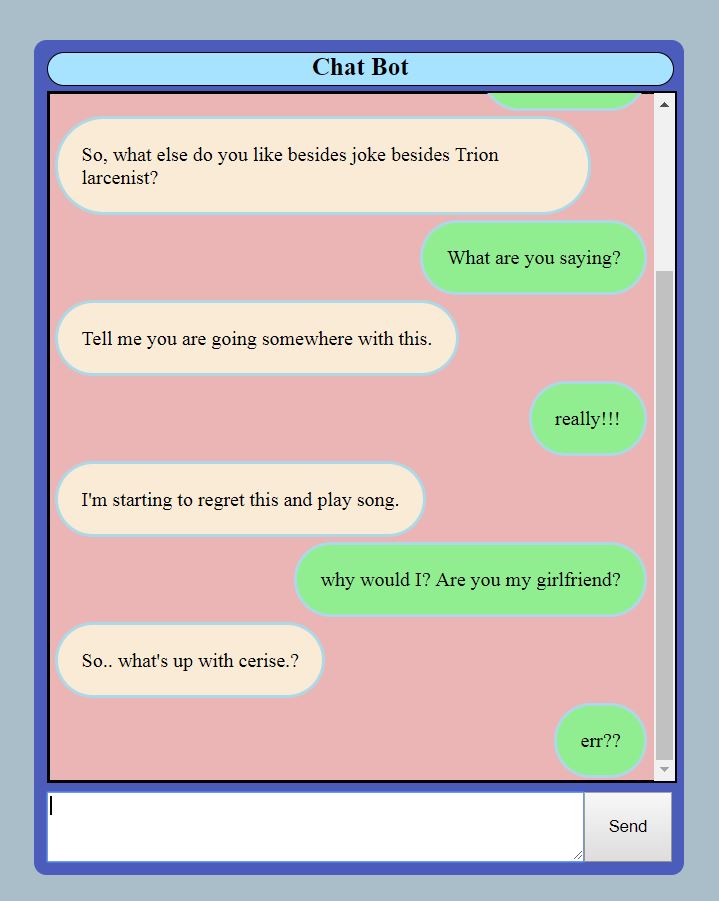 Chat Bot
So, what else do you like besides joke besides Trion
larcenist?
What are you saying?
Tell me you are going somewhere with this.
really!!!
I'm starting to regret this and play song.
why would I? Are you my girlfriend?
So.. what's up with cerise.?
err??
Send